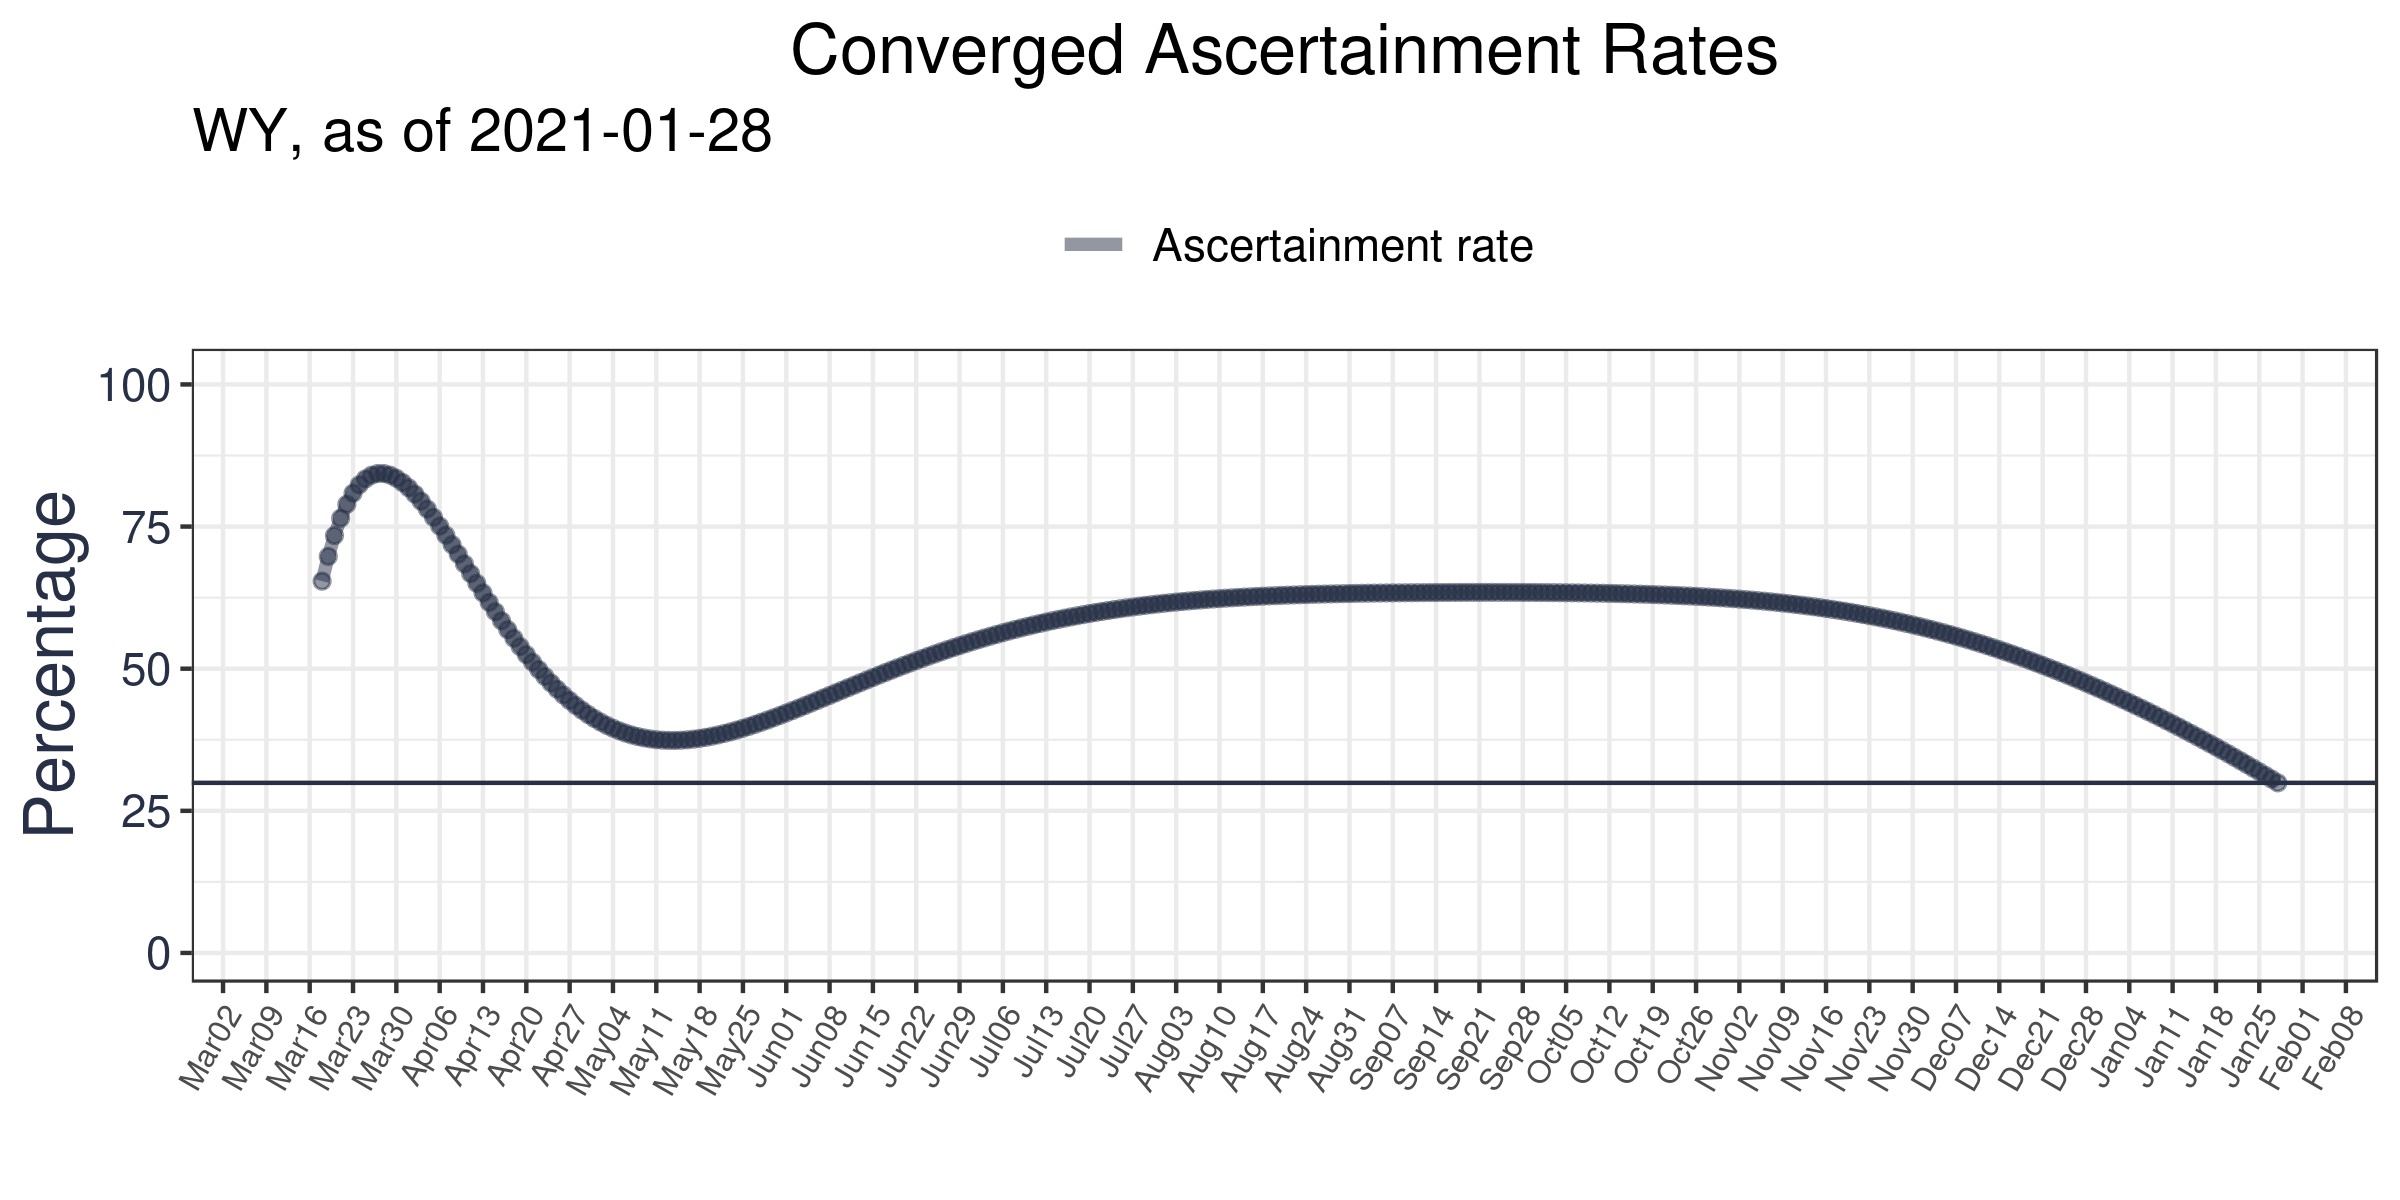 Converged Ascertainment Rates
WY, as of 2021-01-28
Ascertainment rate
Percentage
100
75
50
25
0
Mar02
Mar09
Mar16
Mar23
Mar30
Apr06
Apr13
Apr20
Apr27
May04
May11
May18
May25
Jun01
Jun08
Jun15
Jun22
Jun29
Jul06
Jul13
Jul20
Jul27
Aug03
Aug10
Aug17
Aug24
Aug31
Sep07
Sep14
Sep21
Sep28
Oct05
Oct12
Oct19
Oct26
Nov02
Nov09
Nov16
Nov23
Nov30
Dec07
Dec14
Dec21
Dec28
Jan04
Jan11
Jan18
Jan25
Feb01
Feb08